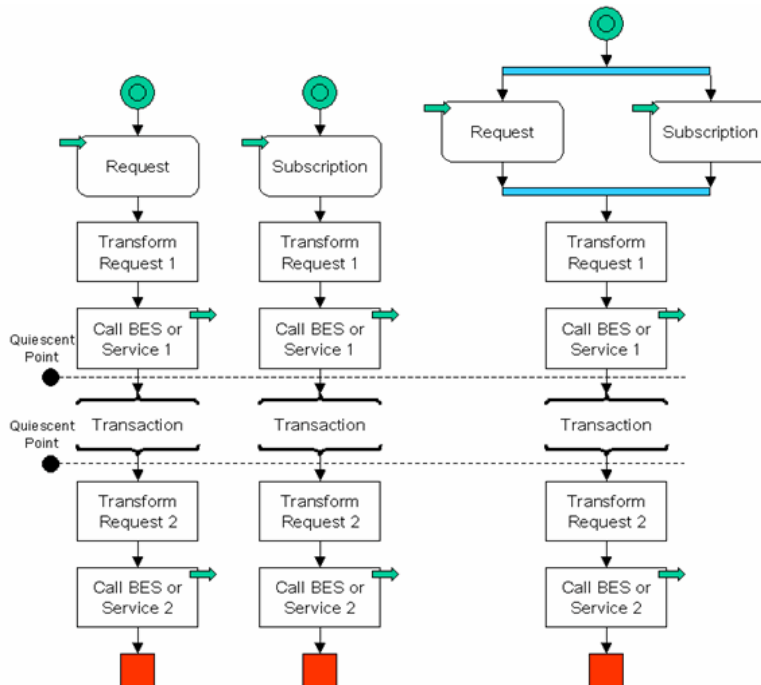 Request
Subscription
Request
Subscription
Transform
Request 1
Transform
Request 1
Transform
Request 1
Call BES or
Service 1
Call BES or
Service 1
Call BES or
Service 1
Quiescent
Point
Transaction
Transaction
Transaction
Quiescent
Point
Transform
Request 2
Transform
Request 2
Transform
Request 2
Call BES or
Service 2
Call BES or
Service 2
Call BES or
Service 2